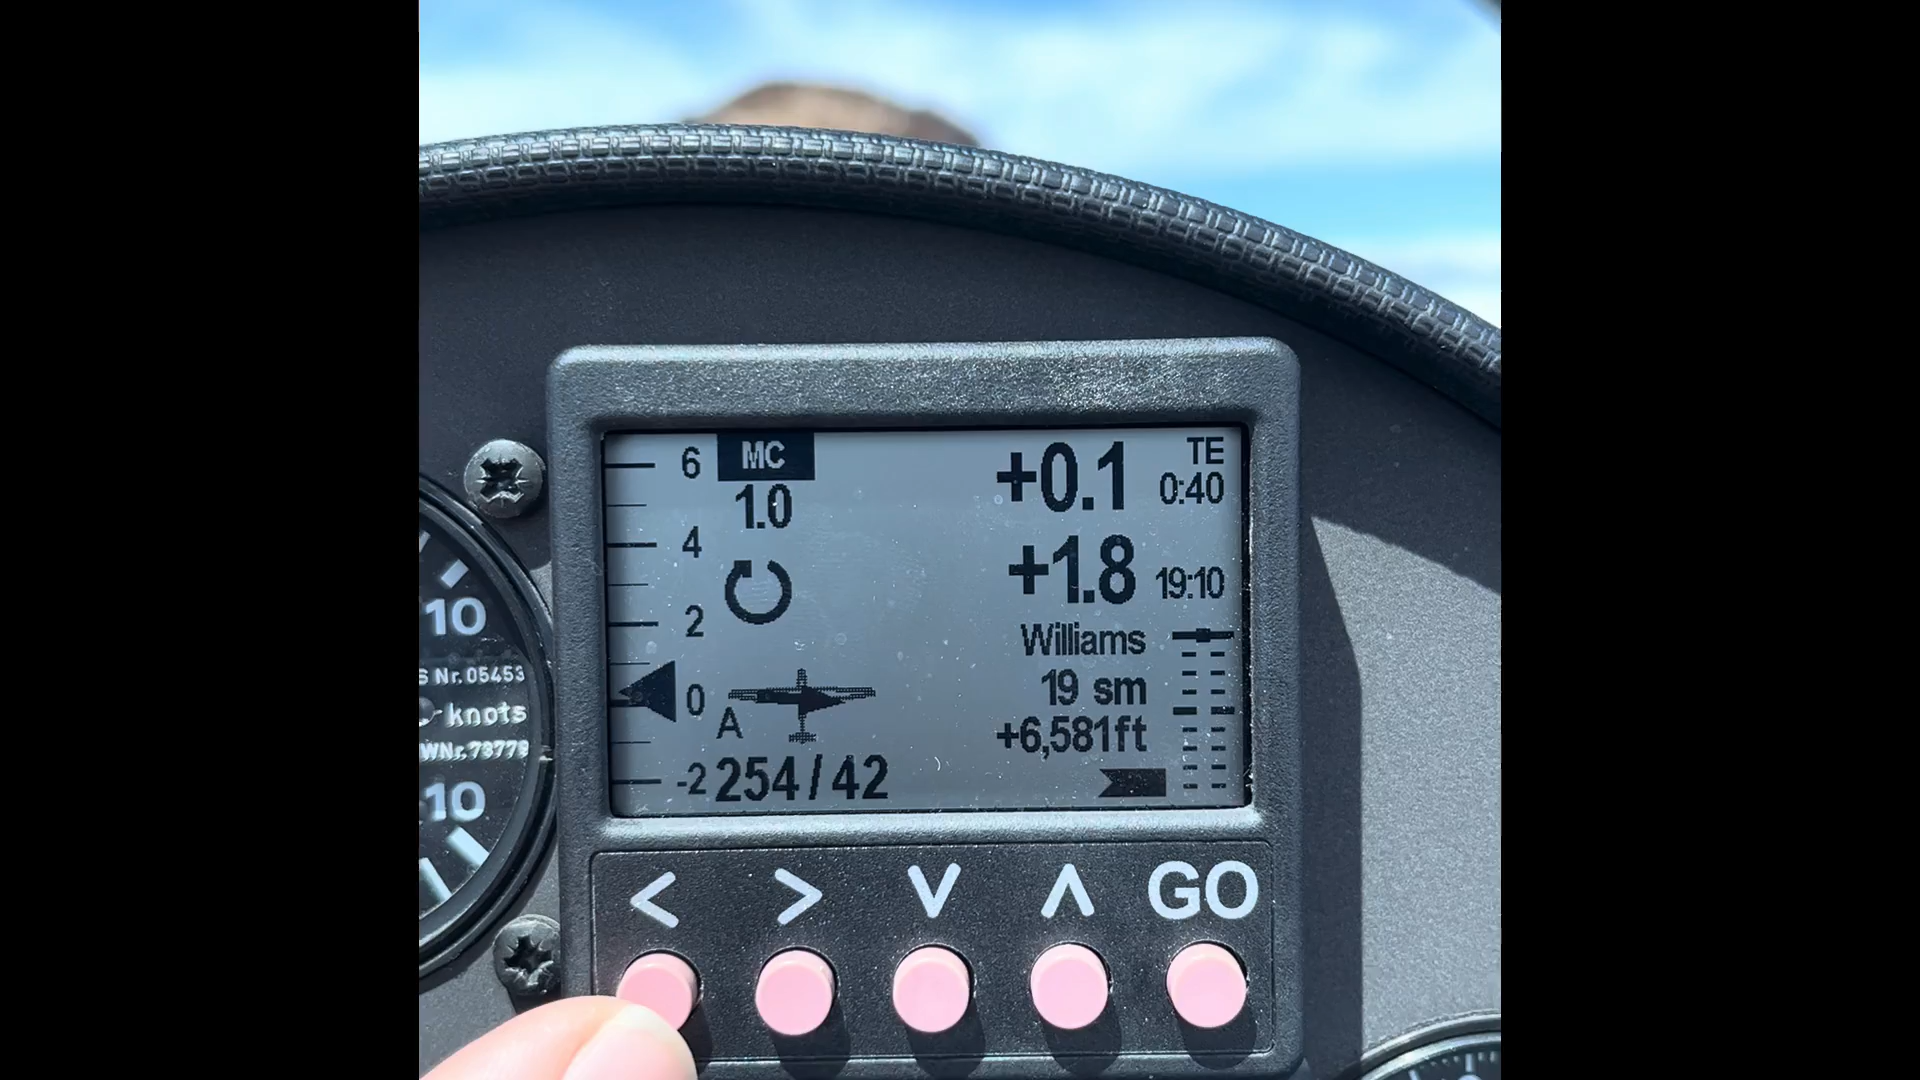 6
4
2
0
-2
MC
1.0
A
254/42
+0.1
TE
0:40
+1.8
19:10
Williams
19 sm
+6,581ft
< > V Λ GO
10
S Nr.05453
knots
WNr.73779
10